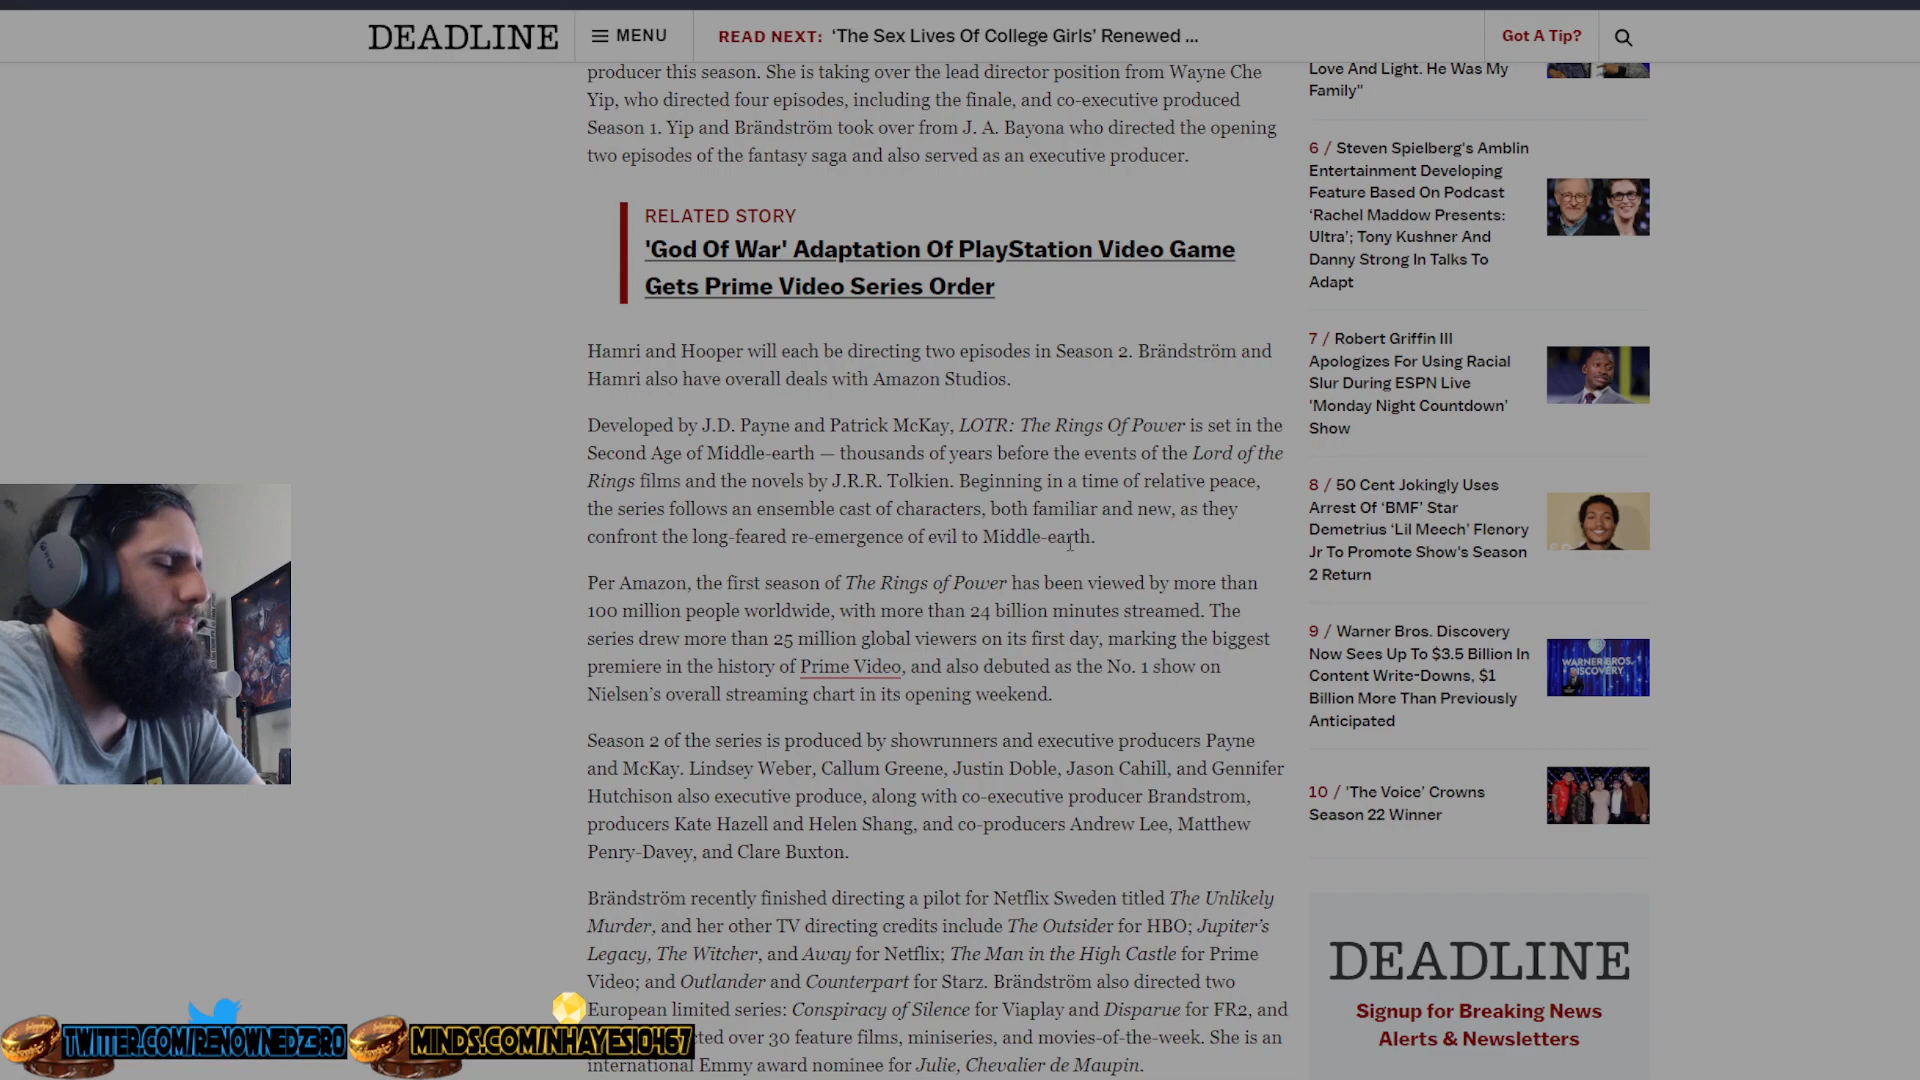 DEADLINE
MENU
READ NEXT: ‘The Sex Lives Of College Girls’ Renewed ...
Got A Tip?
producer this season. She is taking over the lead director position from Wayne Che
Yip, who directed four episodes, including the finale, and co-executive produced
Season 1. Yip and Brändström took over from J. A. Bayona who directed the opening
two episodes of the fantasy saga and also served as an executive producer.
RELATED STORY
'God Of War' Adaptation Of PlayStation Video Game
Gets Prime Video Series Order
Hamri and Hooper will each be directing two episodes in Season 2. Brändström and
Hamri also have overall deals with Amazon Studios.
Developed by J.D. Payne and Patrick McKay, LOTR: The Rings Of Power is set in the
Second Age of Middle-earth — thousands of years before the events of the Lord of the
Rings films and the novels by J.R.R. Tolkien. Beginning in a time of relative peace,
the series follows an ensemble cast of characters, both familiar and new, as they
confront the long-feared re-emergence of evil to Middle-earth.
Per Amazon, the first season of The Rings of Power has been viewed by more than
100 million people worldwide, with more than 24 billion minutes streamed. The
series drew more than 25 million global viewers on its first day, marking the biggest
premiere in the history of Prime Video, and also debuted as the No. 1 show on
Nielsen’s overall streaming chart in its opening weekend.
Season 2 of the series is produced by showrunners and executive producers Payne
and McKay. Lindsey Weber, Callum Greene, Justin Doble, Jason Cahill, and Gennifer
Hutchison also executive produce, along with co-executive producer Brandstrom,
producers Kate Hazell and Helen Shang, and co-producers Andrew Lee, Matthew
Penry-Davey, and Clare Buxton.
Brändström recently finished directing a pilot for Netflix Sweden titled The Unlikely
Murder, and her other TV directing credits include The Outsider for HBO; Jupiter’s
Legacy, The Witcher, and Away for Netflix; The Man in the High Castle for Prime
Video; and Outlander and Counterpart for Starz. Brändström also directed two
European limited series: Conspiracy of Silence for Viaplay and Disparue for FR2, and
cted over 30 feature films, miniseries, and movies-of-the-week. She is an
international Emmy award nominee for Julie, Chevalier de Maupin.
Love And Light. He Was My
Family”
6 / Steven Spielberg's Amblin
Entertainment Developing
Feature Based On Podcast
‘Rachel Maddow Presents:
Ultra’; Tony Kushner And
Danny Strong In Talks To
Adapt
7 / Robert Griffin III
Apologizes For Using Racial
Slur During ESPN Live
'Monday Night Countdown’
Show
8 / 50 Cent Jokingly Uses
Arrest Of ‘BMF’ Star
Demetrius ‘Lil Meech’ Flenory
Jr To Promote Show’s Season
2 Return
9 / Warner Bros. Discovery
Now Sees Up To $3.5 Billion In
Content Write-Downs, $1
Billion More Than Previously
Anticipated
WARNER BROS.
DISCOVERY
10 / 'The Voice’ Crowns
Season 22 Winner
DEADLINE
Signup for Breaking News
Alerts & Newsletters
TWITTER.COM/RENOWNEDZ3R0
MINDS.COM/NHAYES10467